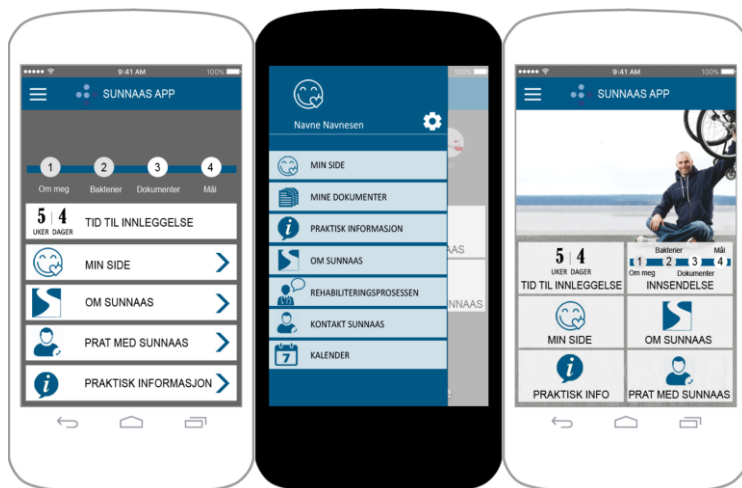 9:41 AM 100%
SUNNAAS APP
1 2 3 4
Om meg Bakterier Dokumenter Mål
5 4 TID TIL INNLEGGELSE
UKER DAGER
MIN SIDE
OM SUNNAAS
PRAT MED SUNNAAS
i PRAKTISK INFORMASJON
100%
Navne Navnesen
MIN SIDE
MINE DOKUMENTER
i PRAKTISK INFORMASJON
OM SUNNAAS
REHABILITERINGSPROSESSEN
KONTAKT SUNNAAS
7 KALENDER
AS
NNAAS
9:41 AM 100%
SUNNAAS APP
5 4
UKER DAGER
TID TIL INNLEGGELSE
Bakterier Mål
1 2 3 4
Om meg Dokumenter
INNSENDELSE
MIN SIDE
OM SUNNAAS
i
PRAKTISK INFO
PRAT MED SUNNAAS